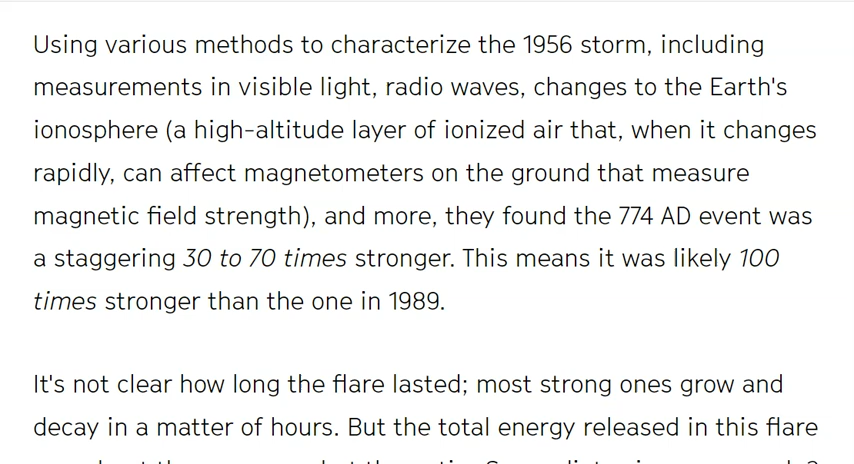 Using various methods to characterize the 1956 storm, including
measurements in visible light, radio waves, changes to the Earth's
ionosphere (a high-altitude layer of ionized air that, when it changes
rapidly, can affect magnetometers on the ground that measure
magnetic field strength), and more, they found the 774 AD event was
a staggering 30 to 70 times stronger. This means it was likely 100
times stronger than the one in 1989.
It's not clear how long the flare lasted; most strong ones grow and
decay in a matter of hours. But the total energy released in this flare